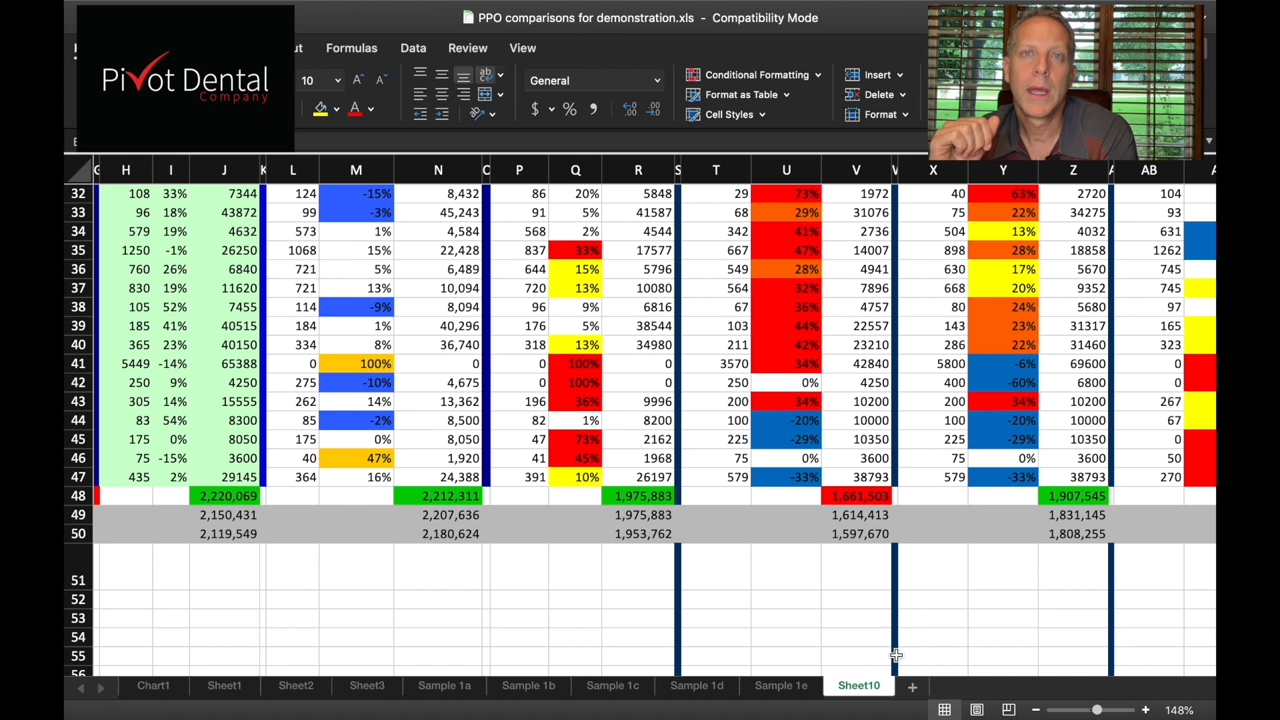 PPO comparisons for demonstration.xls - Compatibility Mode
Pivot Dental
Company
ut Formulas Data Review View
10 A A ab General Conditional Formatting Insert
Format as Table Delete
A $ % Cell Styles Format
G H I J K L M N O P Q R S T U V W X Y Z A AB A
32 108 33% 7344 124 -15% 8,432 86 20% 5848 29 73% 1972 40 63% 2720 104
33 96 18% 43872 99 -3% 45,243 91 5% 41587 68 29% 31076 75 22% 34275 93
34 579 19% 4632 573 1% 4,584 568 2% 4544 342 41% 2736 504 13% 4032 631
35 1250 -1% 26250 1068 15% 22,428 837 33% 17577 667 47% 14007 898 28% 18858 1262
36 760 26% 6840 721 5% 6,489 644 15% 5796 549 28% 4941 630 17% 5670 745
37 830 19% 11620 721 13% 10,094 720 13% 10080 564 32% 7896 668 20% 9352 745
38 105 52% 7455 114 -9% 8,094 96 9% 6816 67 36% 4757 80 24% 5680 97
39 185 41% 40515 184 1% 40,296 176 5% 38544 103 44% 22557 143 23% 31317 165
40 365 23% 40150 334 8% 36,740 318 13% 34980 211 42% 23210 286 22% 31460 323
41 5449 -14% 65388 0 100% 0 0 100% 0 3570 34% 42840 5800 -6% 69600 0
42 250 9% 4250 275 -10% 4,675 0 100% 0 250 0% 4250 400 -60% 6800 0
43 305 14% 15555 262 14% 13,362 196 36% 9996 200 34% 10200 200 34% 10200 267
44 83 54% 8300 85 -2% 8,500 82 1% 8200 100 -20% 10000 100 -20% 10000 67
45 175 0% 8050 175 0% 8,050 47 73% 2162 225 -29% 10350 225 -29% 10350 0
46 75 -15% 3600 40 47% 1,920 41 45% 1968 75 0% 3600 75 0% 3600 50
47 435 2% 29145 364 16% 24,388 391 10% 26197 579 -33% 38793 579 -33% 38793 270
48 2,220,069 2,212,311 1,975,883 1,661,503 1,907,545
49 2,150,431 2,207,636 1,975,883 1,614,413 1,831,145
50 2,119,549 2,180,624 1,953,762 1,597,670 1,808,255
51
52
53
54
55
56
Chart1 Sheet1 Sheet2 Sheet3 Sample 1a Sample 1b Sample 1c Sample 1d Sample 1e Sheet10 +
148%